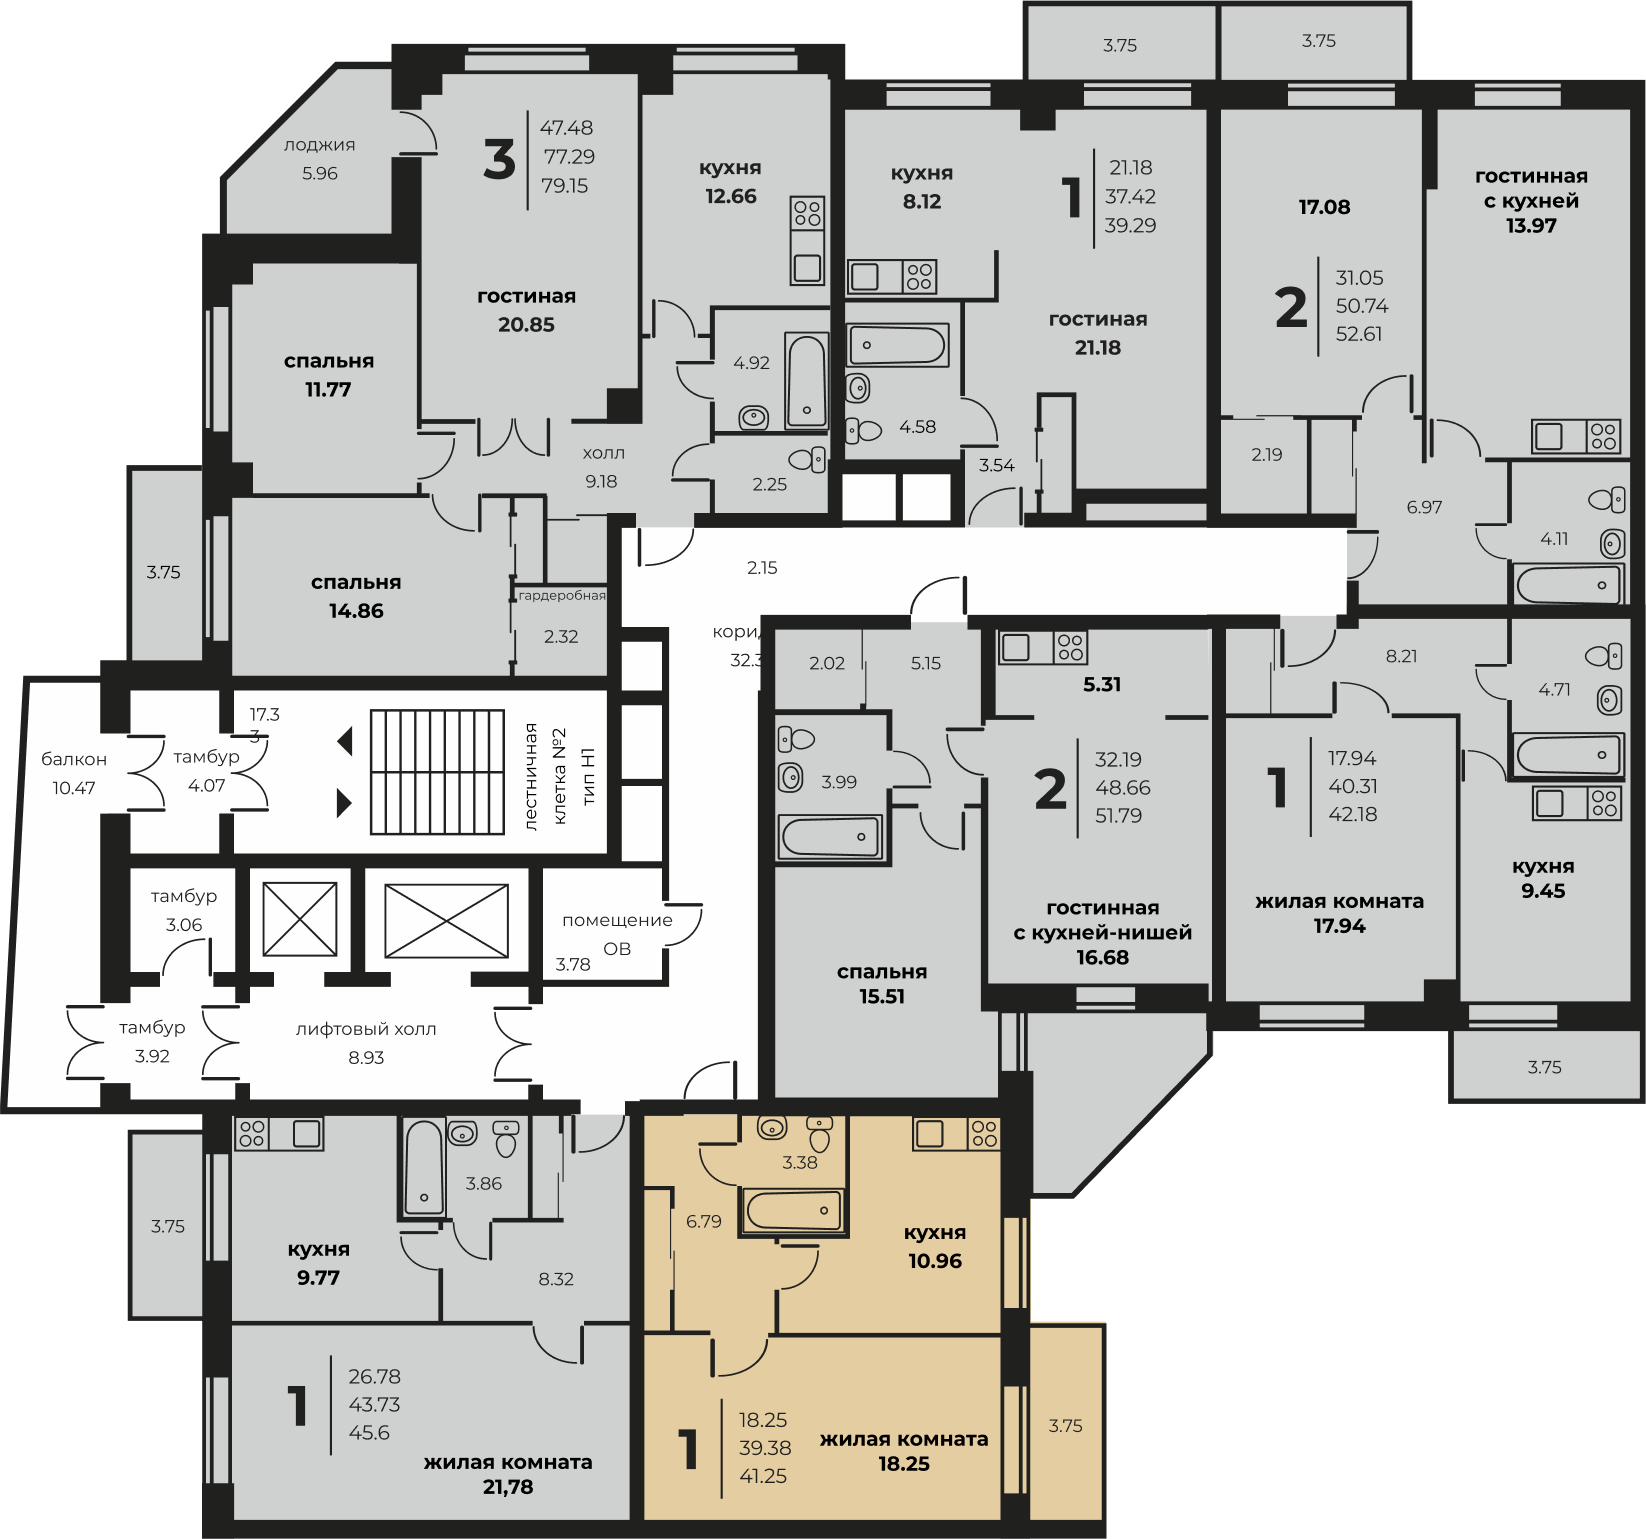 3.75
3.75
лоджия
5.96
3
47.48
77.29
79.15
кухня
12.66
гостиная
20.85
спальня
11.77
4.92
холл
9.18
2.25
3.75
спальня
14.86
гардеробная
2.32
кухня
8.12
1
21.18
37.42
39.29
гостиная
21.18
4.58
3.54
17.08
2
31.05
50.74
52.61
2.19
гостинная
с кухней
13.97
6.97
4.11
2.15
32.3
балкон
10.47
тамбур
4.07
17.3
3
лестничная
клетка №2
тип Н1
тамбур
3.06
помещение
ОВ
3.78
тамбур
3.92
лифтовый холл
8.93
2.02
5.15
3.99
спальня
15.51
5.31
2
32.19
48.66
51.79
гостинная
с кухней-нишей
16.68
8.21
4.71
1
17.94
40.31
42.18
жилая комната
17.94
кухня
9.45
3.75
3.75
кухня
9.77
3.86
8.32
1
26.78
43.73
45.6
жилая комната
21,78
3.38
6.79
кухня
10.96
1
18.25
39.38
41.25
жилая комната
18.25
3.75